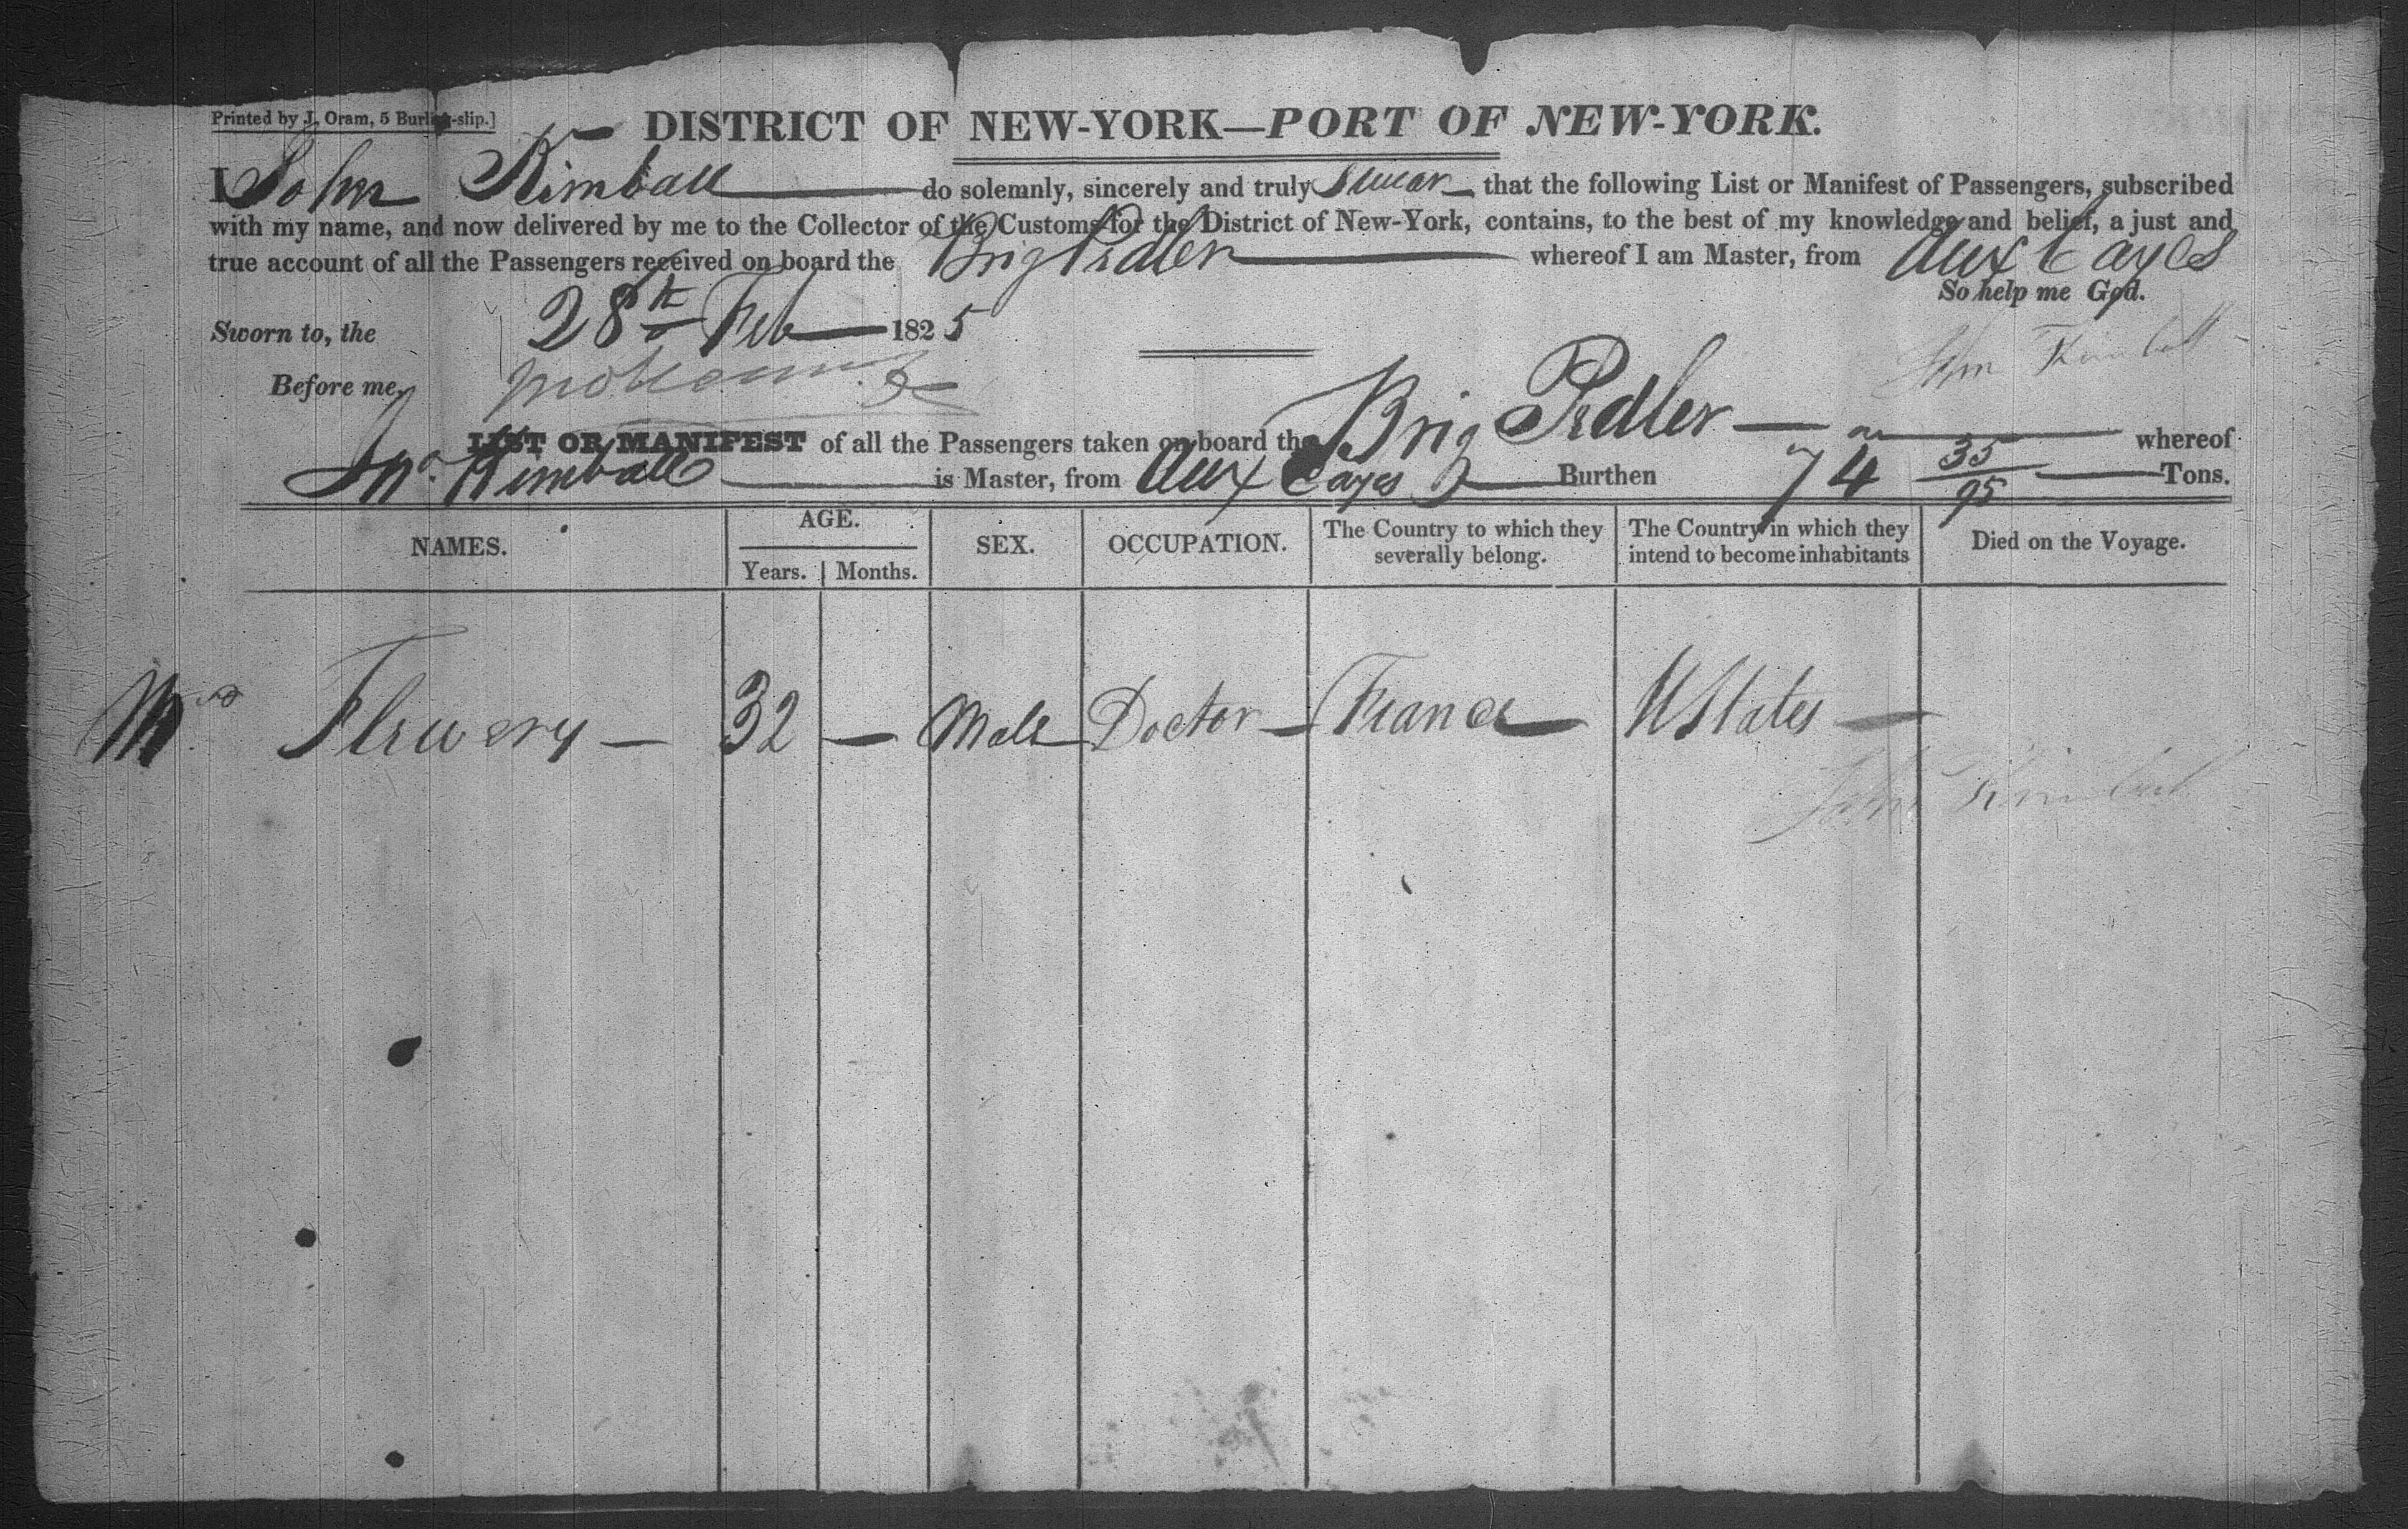 Printed by J. Oram, 5 Burling-slip.]
DISTRICT OF NEW-YORK—PORT OF NEW-YORK.
I John Kimball do solemnly, sincerely and truly Swear that the following List or Manifest of Passengers, subscribed
with my name, and now delivered by me to the Collector of the Customs for the District of New-York, contains, to the best of my knowledge and belief, a just and
true account of all the Passengers received on board the Brig Pedler whereof I am Master, from Aux Cayes
So help me God.
Sworn to, the 28th Feb 1825
John Kimball
Before me,
LIST OR MANIFEST of all the Passengers taken on board the Brig Pedler whereof
Jno. Kimball is Master, from Aux Cayes Burthen 74 35/95 Tons.
NAMES. AGE. Years. Months. SEX. OCCUPATION. The Country to which they severally belong. The Country in which they intend to become inhabitants Died on the Voyage.
32 — Male Doctor — France — U States —
John Kimball